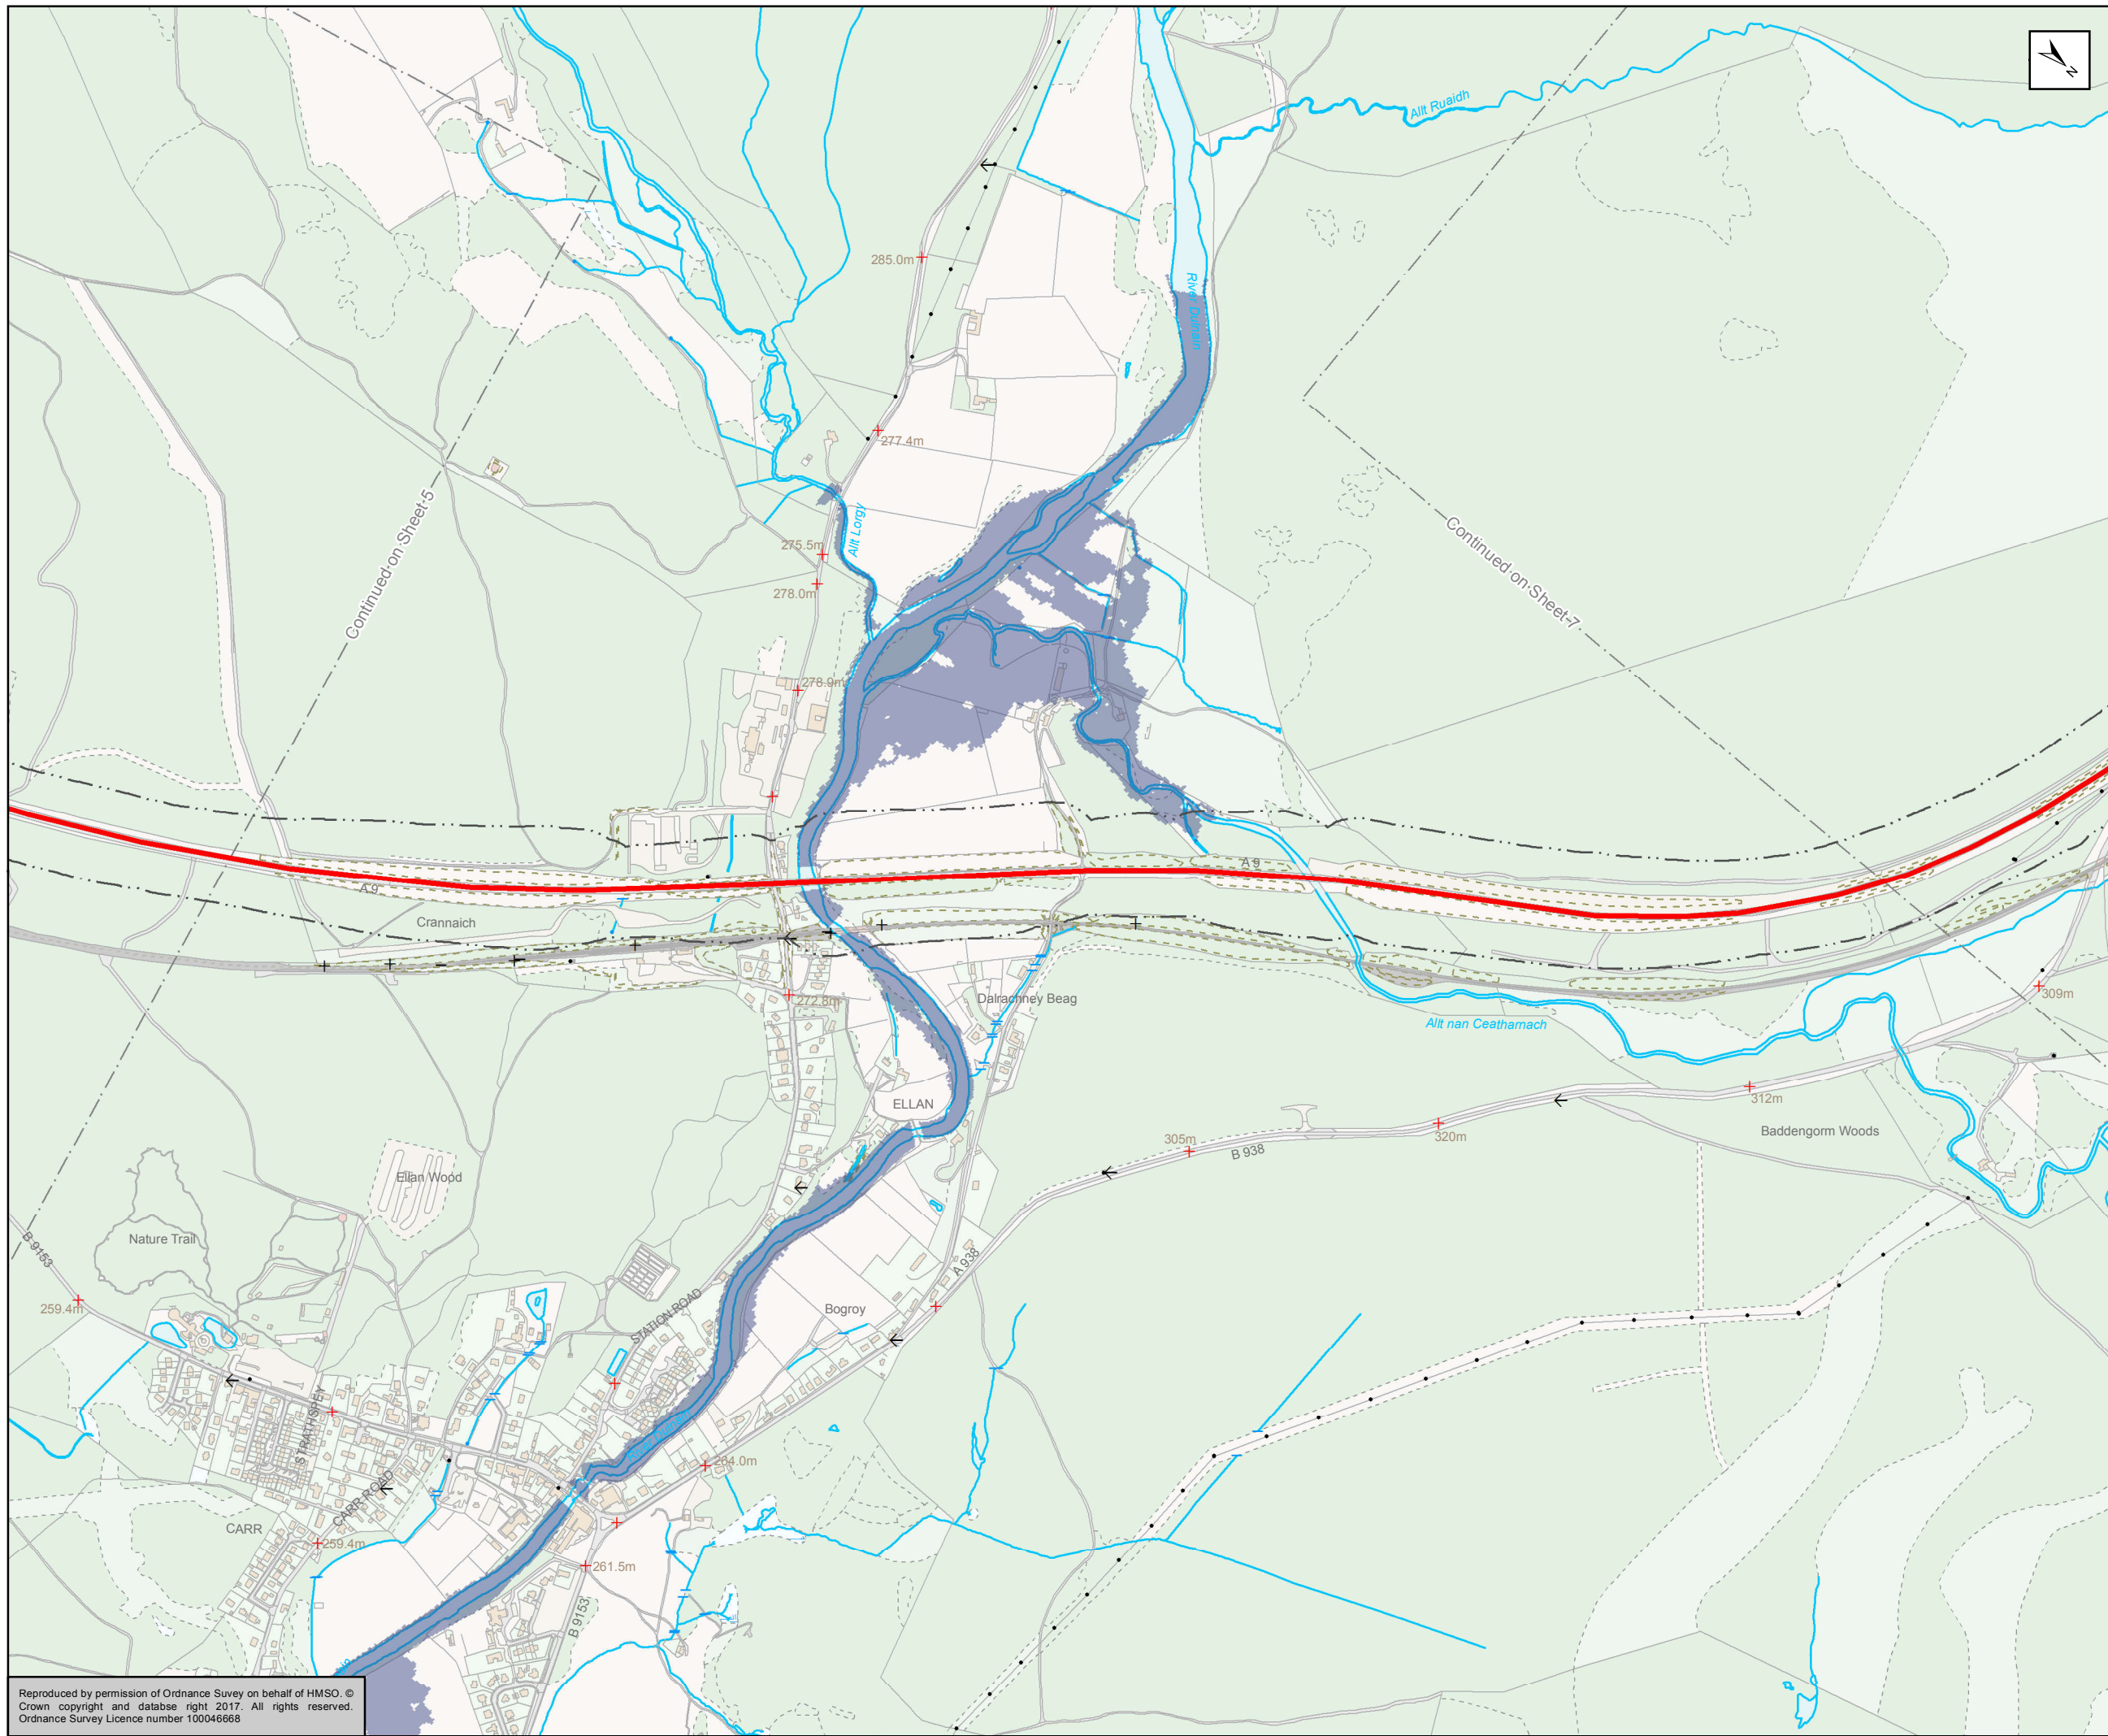 N
Allt Ruaidh
285.0m
River Dulnain
277.4m
Continued on Sheet 5
Continued on Sheet 7
Allt Lorgy
275.5m
278.0m
278.9m
A 9
A 9
Crannaich
272.8m
Dalrachney Beag
309m
Allt nan Ceatharnach
ELLAN
312m
305m
320m
B 938
Baddengorm Woods
Ellan Wood
Nature Trail
B 9153
A 938
259.4m
Bogroy
STATION ROAD
STRATHSPEY
264.0m
CARR ROAD
CARR
259.4m
261.5m
B 9153
Reproduced by permission of Ordnance Suvey on behalf of HMSO. ©
Crown copyright and databse right 2017. All rights reserved.
Ordnance Survey Licence number 100046668